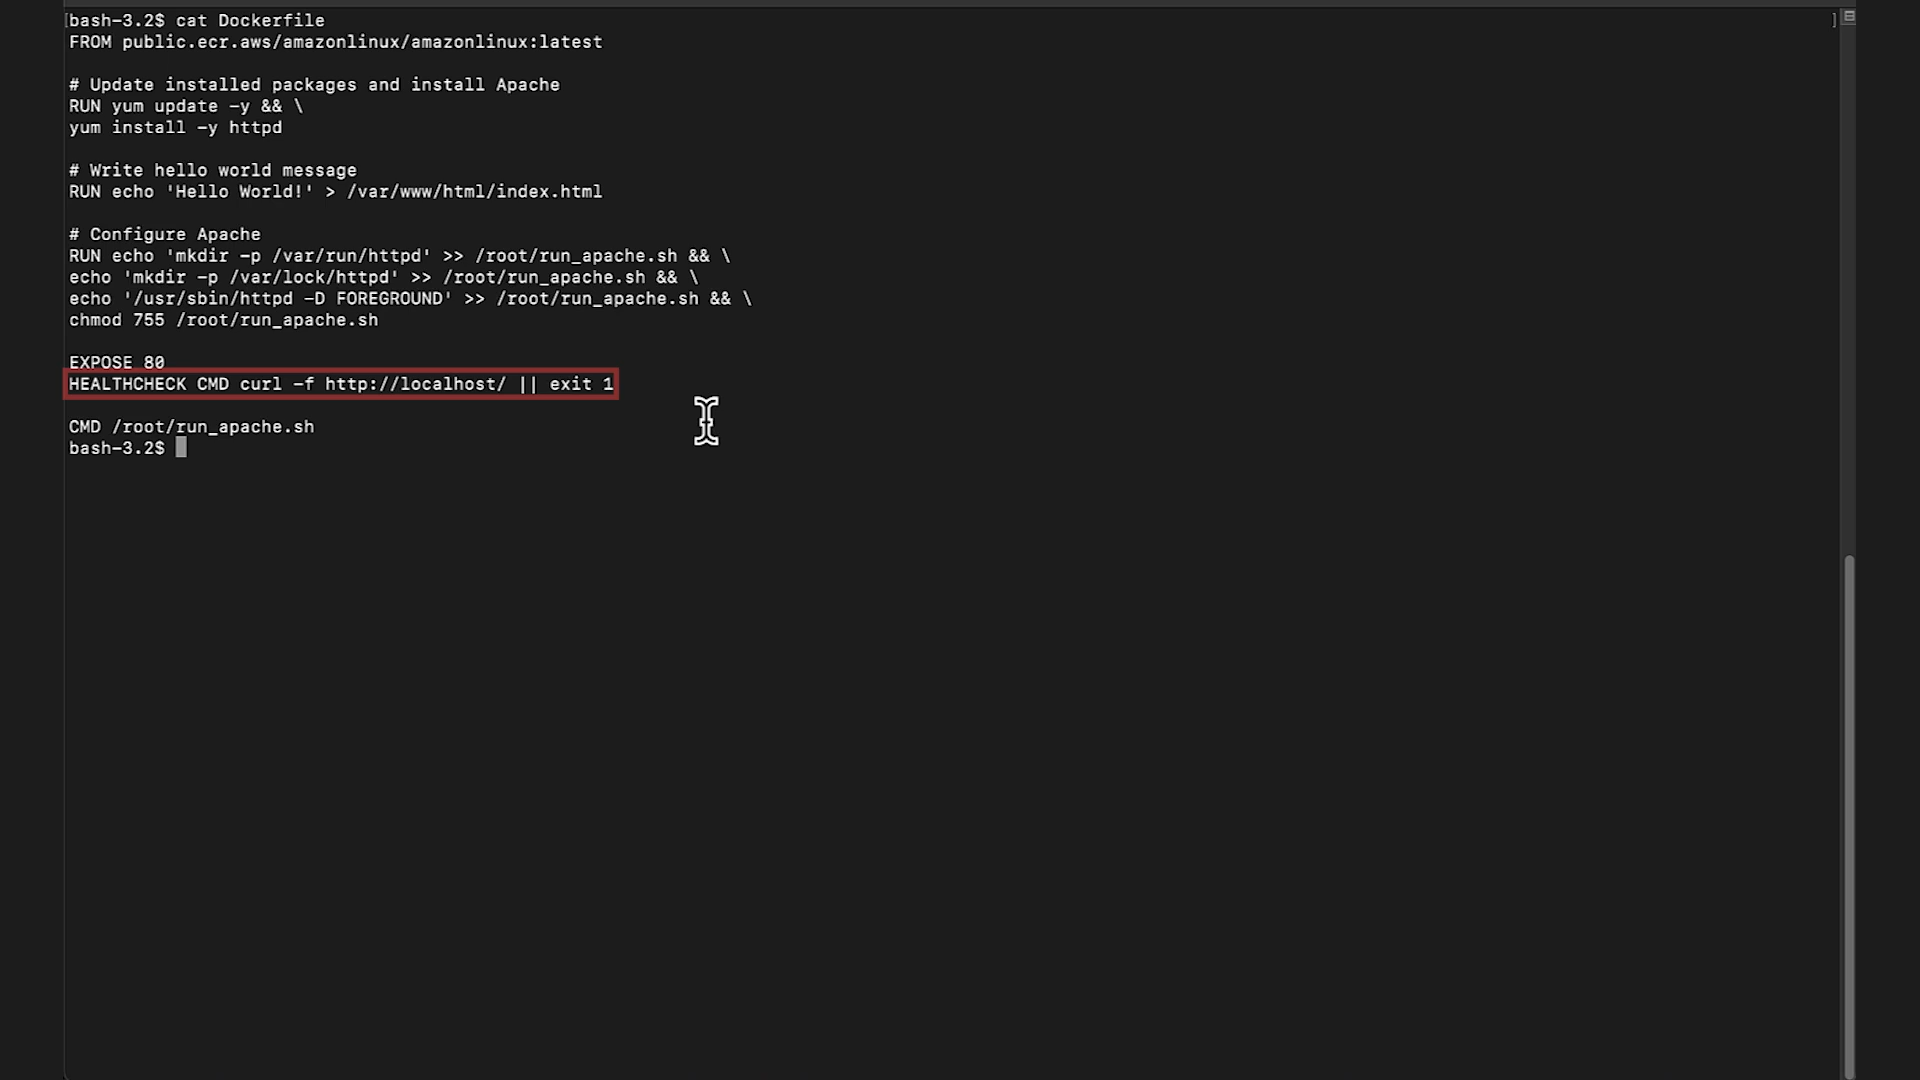 [bash-3.2$ cat Dockerfile ]
FROM public.ecr.aws/amazonlinux/amazonlinux:latest
# Update installed packages and install Apache
RUN yum update -y && \
yum install -y httpd
# Write hello world message
RUN echo 'Hello World!' > /var/www/html/index.html
# Configure Apache
RUN echo 'mkdir -p /var/run/httpd' >> /root/run_apache.sh && \
echo 'mkdir -p /var/lock/httpd' >> /root/run_apache.sh && \
echo '/usr/sbin/httpd -D FOREGROUND' >> /root/run_apache.sh && \
chmod 755 /root/run_apache.sh
EXPOSE 80
HEALTHCHECK CMD curl -f http://localhost/ || exit 1
CMD /root/run_apache.sh
bash-3.2$